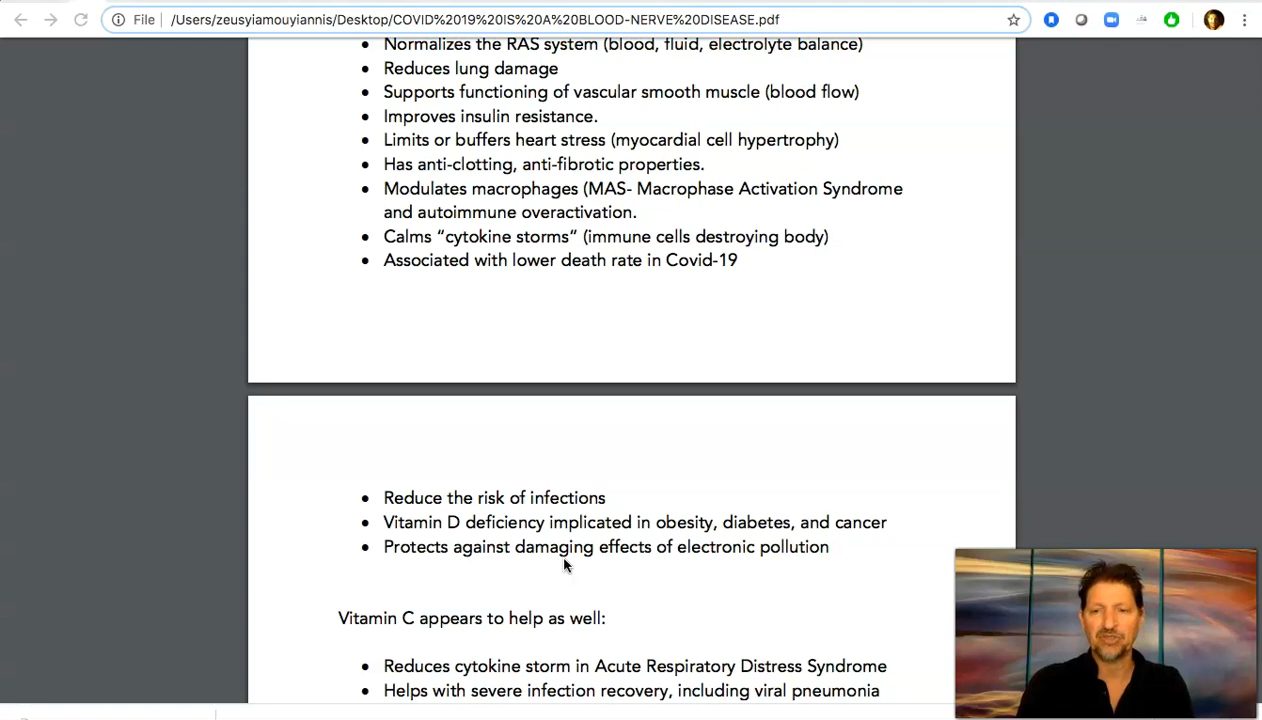 File /Users/zeusyiamouyiannis/Desktop/COVID%2019%20IS%20A%20BLOOD-NERVE%20DISEASE.pdf
• Normalizes the RAS system (blood, fluid, electrolyte balance)
• Reduces lung damage
• Supports functioning of vascular smooth muscle (blood flow)
• Improves insulin resistance.
• Limits or buffers heart stress (myocardial cell hypertrophy)
• Has anti-clotting, anti-fibrotic properties.
• Modulates macrophages (MAS- Macrophase Activation Syndrome
and autoimmune overactivation.
• Calms “cytokine storms” (immune cells destroying body)
• Associated with lower death rate in Covid-19
• Reduce the risk of infections
• Vitamin D deficiency implicated in obesity, diabetes, and cancer
• Protects against damaging effects of electronic pollution
Vitamin C appears to help as well:
• Reduces cytokine storm in Acute Respiratory Distress Syndrome
• Helps with severe infection recovery, including viral pneumonia